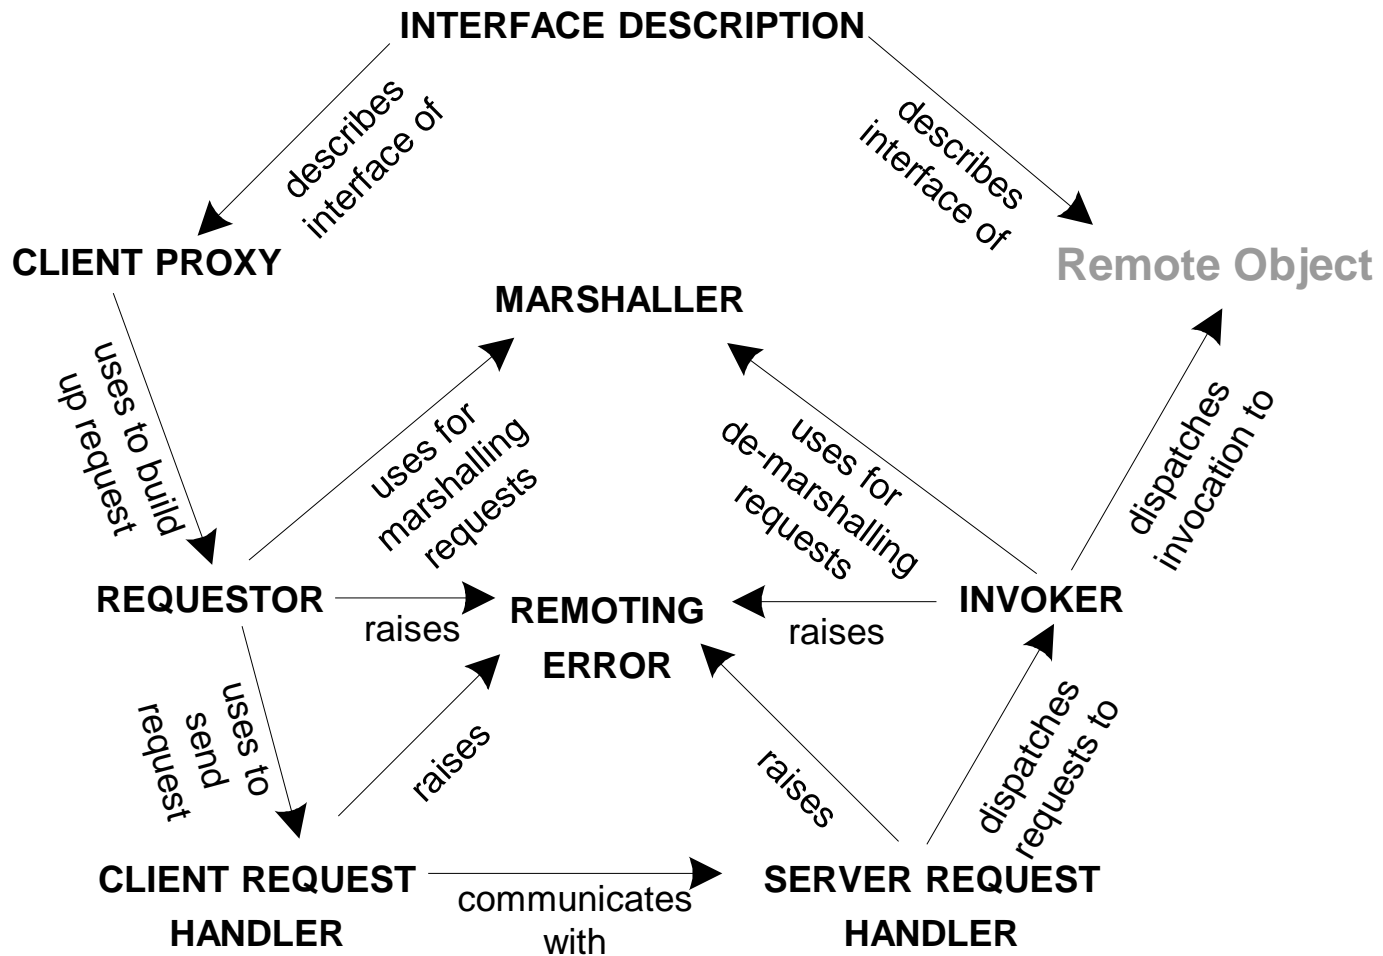 INTERFACE DESCRIPTION
describes
interface of
describes
interface of
CLIENT PROXY
Remote Object
MARSHALLER
uses to build
up request
uses for
marshalling
requests
uses for
de-marshalling
requests
dispatches
invocation to
REQUESTOR
raises
REMOTING
ERROR
raises
INVOKER
uses to
send
request
raises
raises
dispatches
requests to
CLIENT REQUEST
HANDLER
communicates
with
SERVER REQUEST
HANDLER